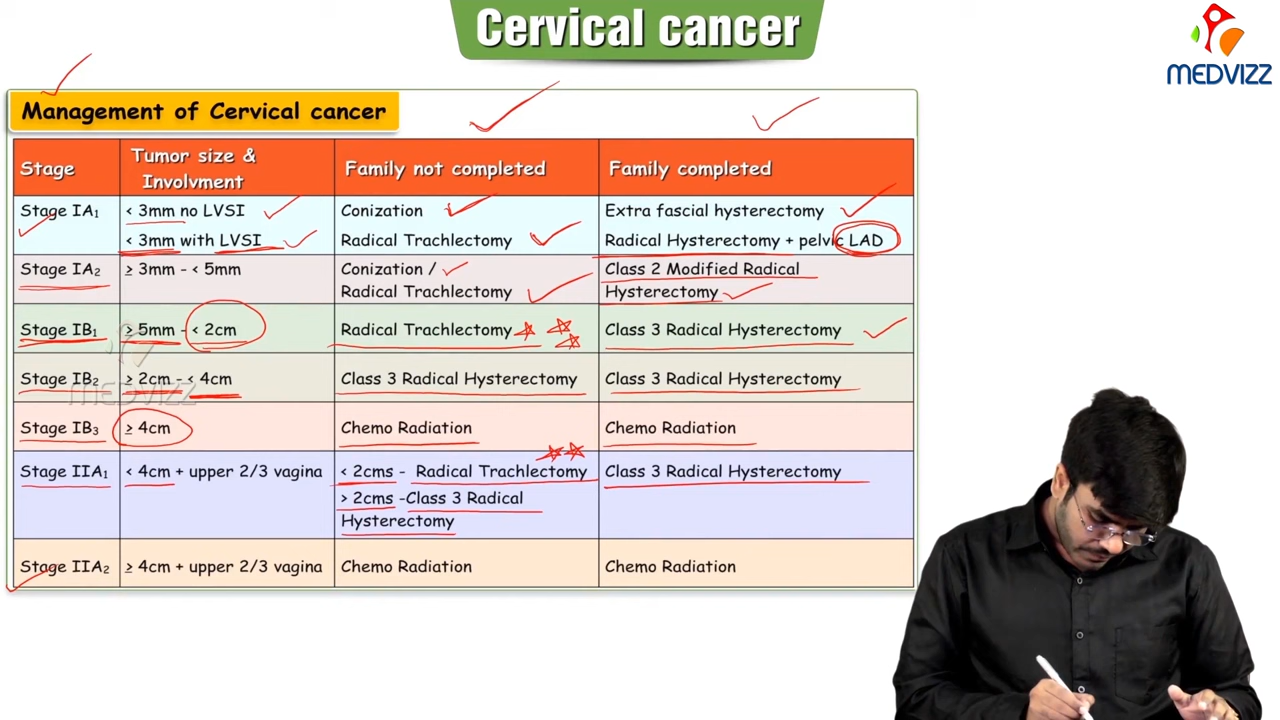 Cervical cancer
MEDVIZZ
Management of Cervical cancer
Stage
Tumor size &
Involvment
Family not completed
Family completed
Stage IA₁
< 3mm no LVSI
Conization
Extra fascial hysterectomy
< 3mm with LVSI
Radical Trachlectomy
Radical Hysterectomy + pelvic LAD
Stage IA₂
≥ 3mm - < 5mm
Conization /
Radical Trachlectomy
Class 2 Modified Radical
Hysterectomy
Stage IB₁
≥ 5mm - < 2cm
Radical Trachlectomy
Class 3 Radical Hysterectomy
Stage IB₂
≥ 2cm - < 4cm
Class 3 Radical Hysterectomy
Class 3 Radical Hysterectomy
MEDVIZZ
Stage IB₃
≥ 4cm
Chemo Radiation
Chemo Radiation
Stage IIA₁
< 4cm + upper 2/3 vagina
< 2cms - Radical Trachlectomy
> 2cms -Class 3 Radical
Hysterectomy
Class 3 Radical Hysterectomy
Stage IIA₂
≥ 4cm + upper 2/3 vagina
Chemo Radiation
Chemo Radiation